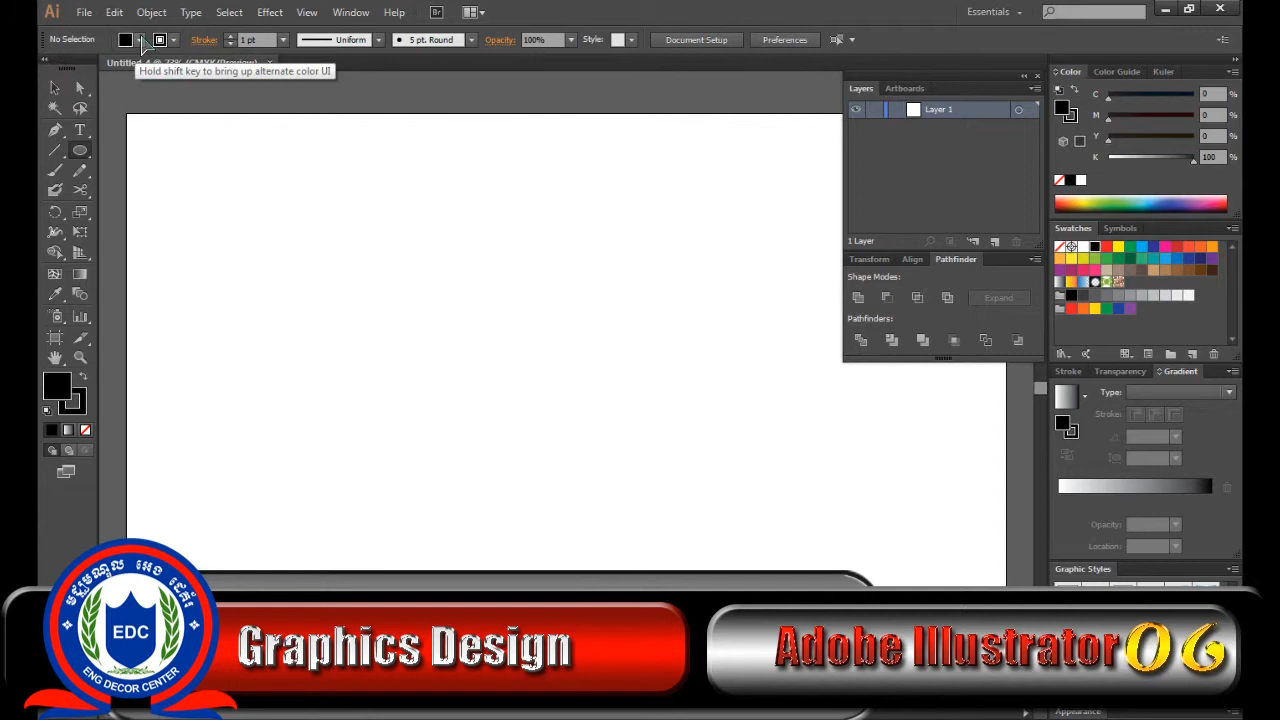 Ai File Edit Object Type Select Effect View Window Help Br Essentials
No Selection Stroke: 1 pt Uniform 5 pt. Round Opacity: 100% Style: Document Setup Preferences
Hold shift key to bring up alternate color UI
Layers Artboards
Layer 1
1 Layer
Transform Align Pathfinder
Shape Modes:
Expand
Pathfinders:
Color Color Guide Kuler
C 0 %
M 0 %
Y 0 %
K 100 %
Swatches Symbols
Stroke Transparency Gradient
Type:
Stroke:
Opacity:
Location:
Graphic Styles
Appearance
EDC
ENG DECOR CENTER
Graphics Design
Adobe Illustrator 06